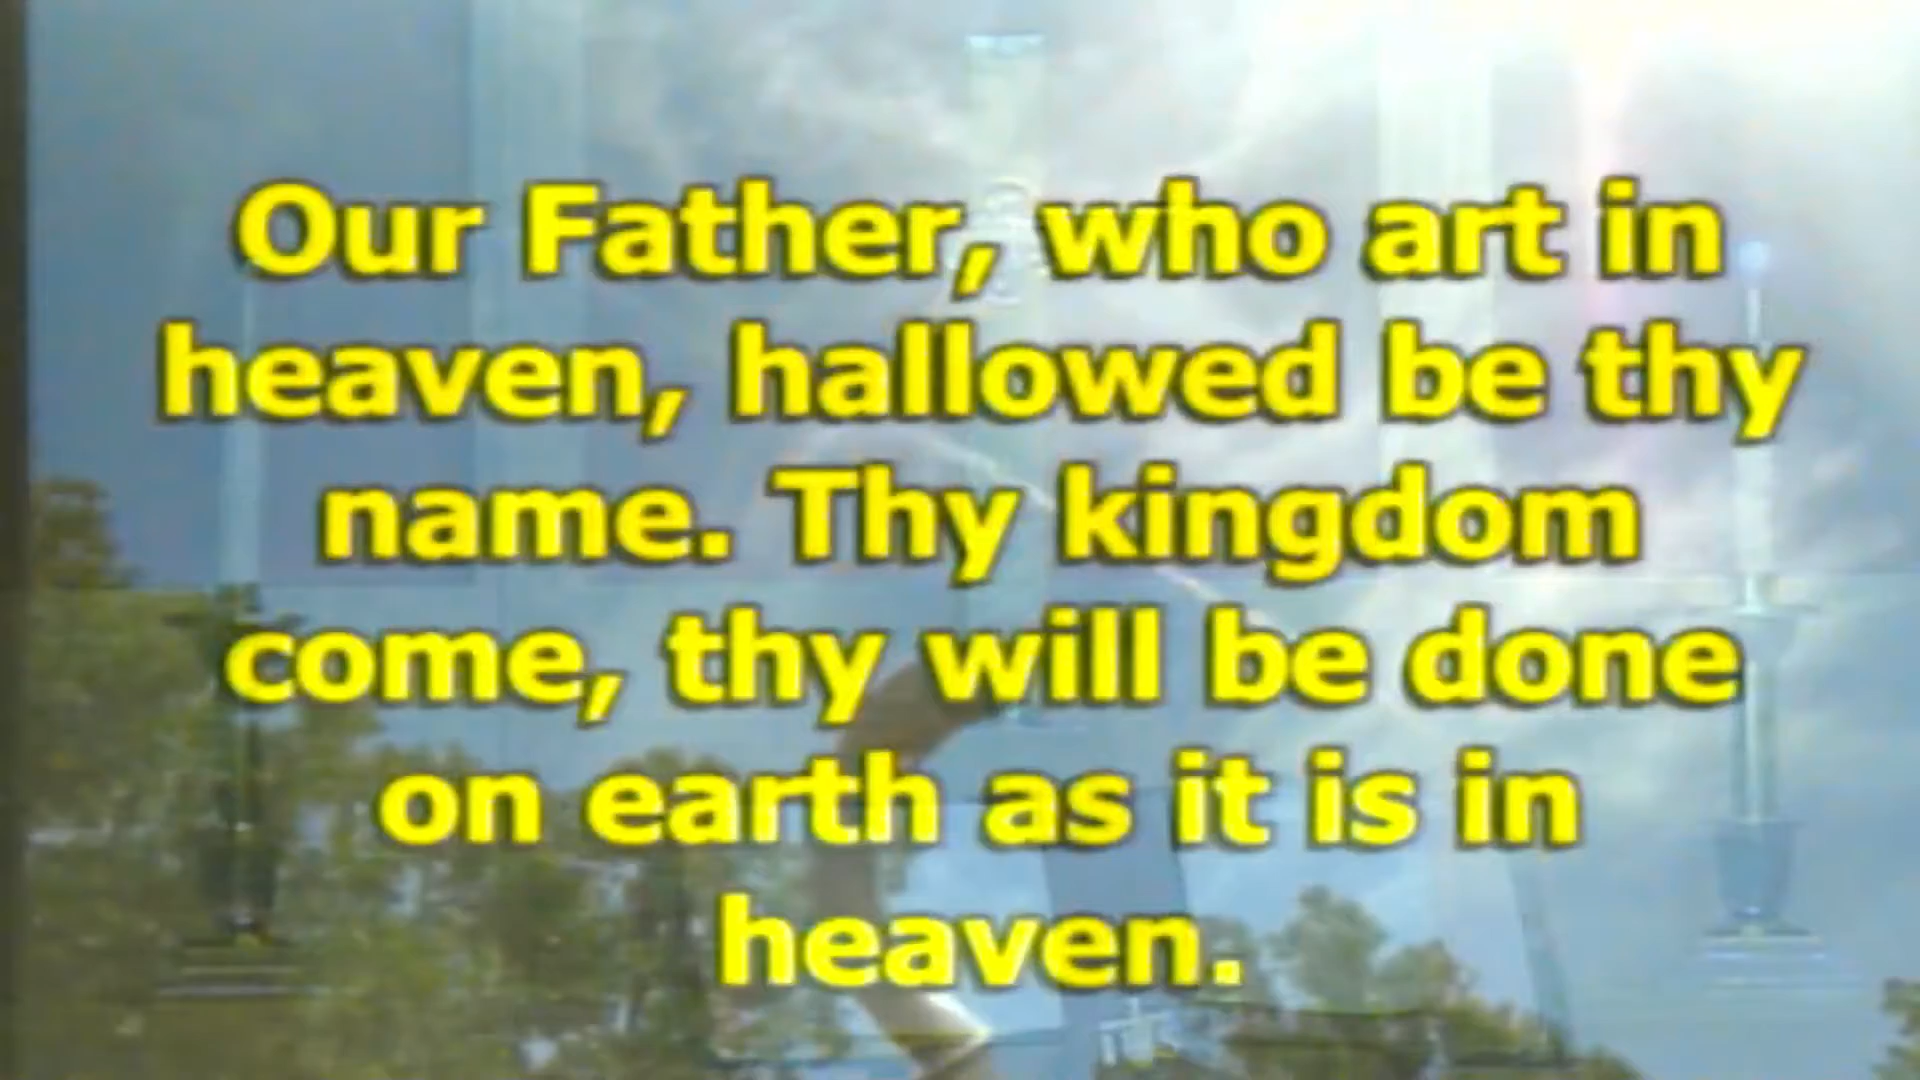 Our Father, who art in
heaven, hallowed be thy
name. Thy kingdom
come, thy will be done
on earth as it is in
heaven.